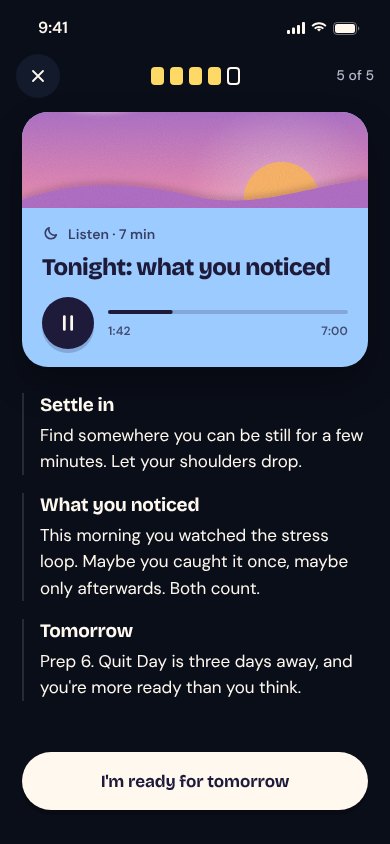 9:41
5 of 5
Listen · 7 min
Tonight: what you noticed
1:42
7:00
Settle in
Find somewhere you can be still for a few
minutes. Let your shoulders drop.
What you noticed
This morning you watched the stress
loop. Maybe you caught it once, maybe
only afterwards. Both count.
Tomorrow
Prep 6. Quit Day is three days away, and
you're more ready than you think.
I'm ready for tomorrow